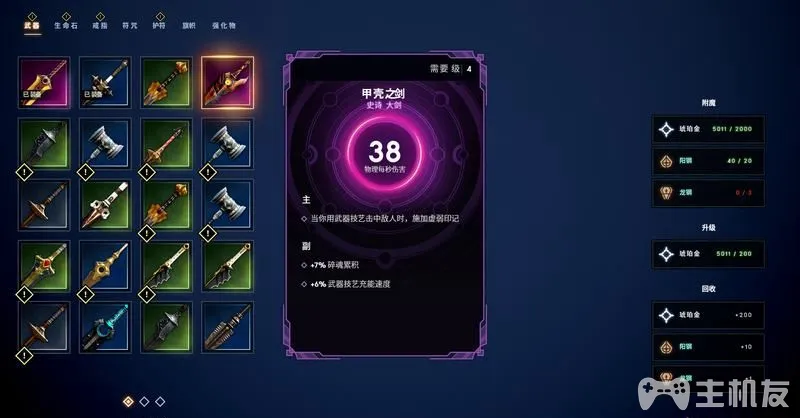 武器 生命石 戒指 符咒 护符 旗帜 强化物
已装备 已装备
需要 级 4
甲壳之剑
史诗 大剑
38
物理每秒伤害
主
当你用武器技艺击中敌人时，施加虚弱印记
副
+7% 碎魂累积
+6% 武器技艺充能速度
附魔
琥珀金 5011 / 2000
阳钢 40 / 20
龙钢 0 / 3
升级
琥珀金 5011 / 200
回收
琥珀金 +200
阳钢 +10
龙钢
主机友